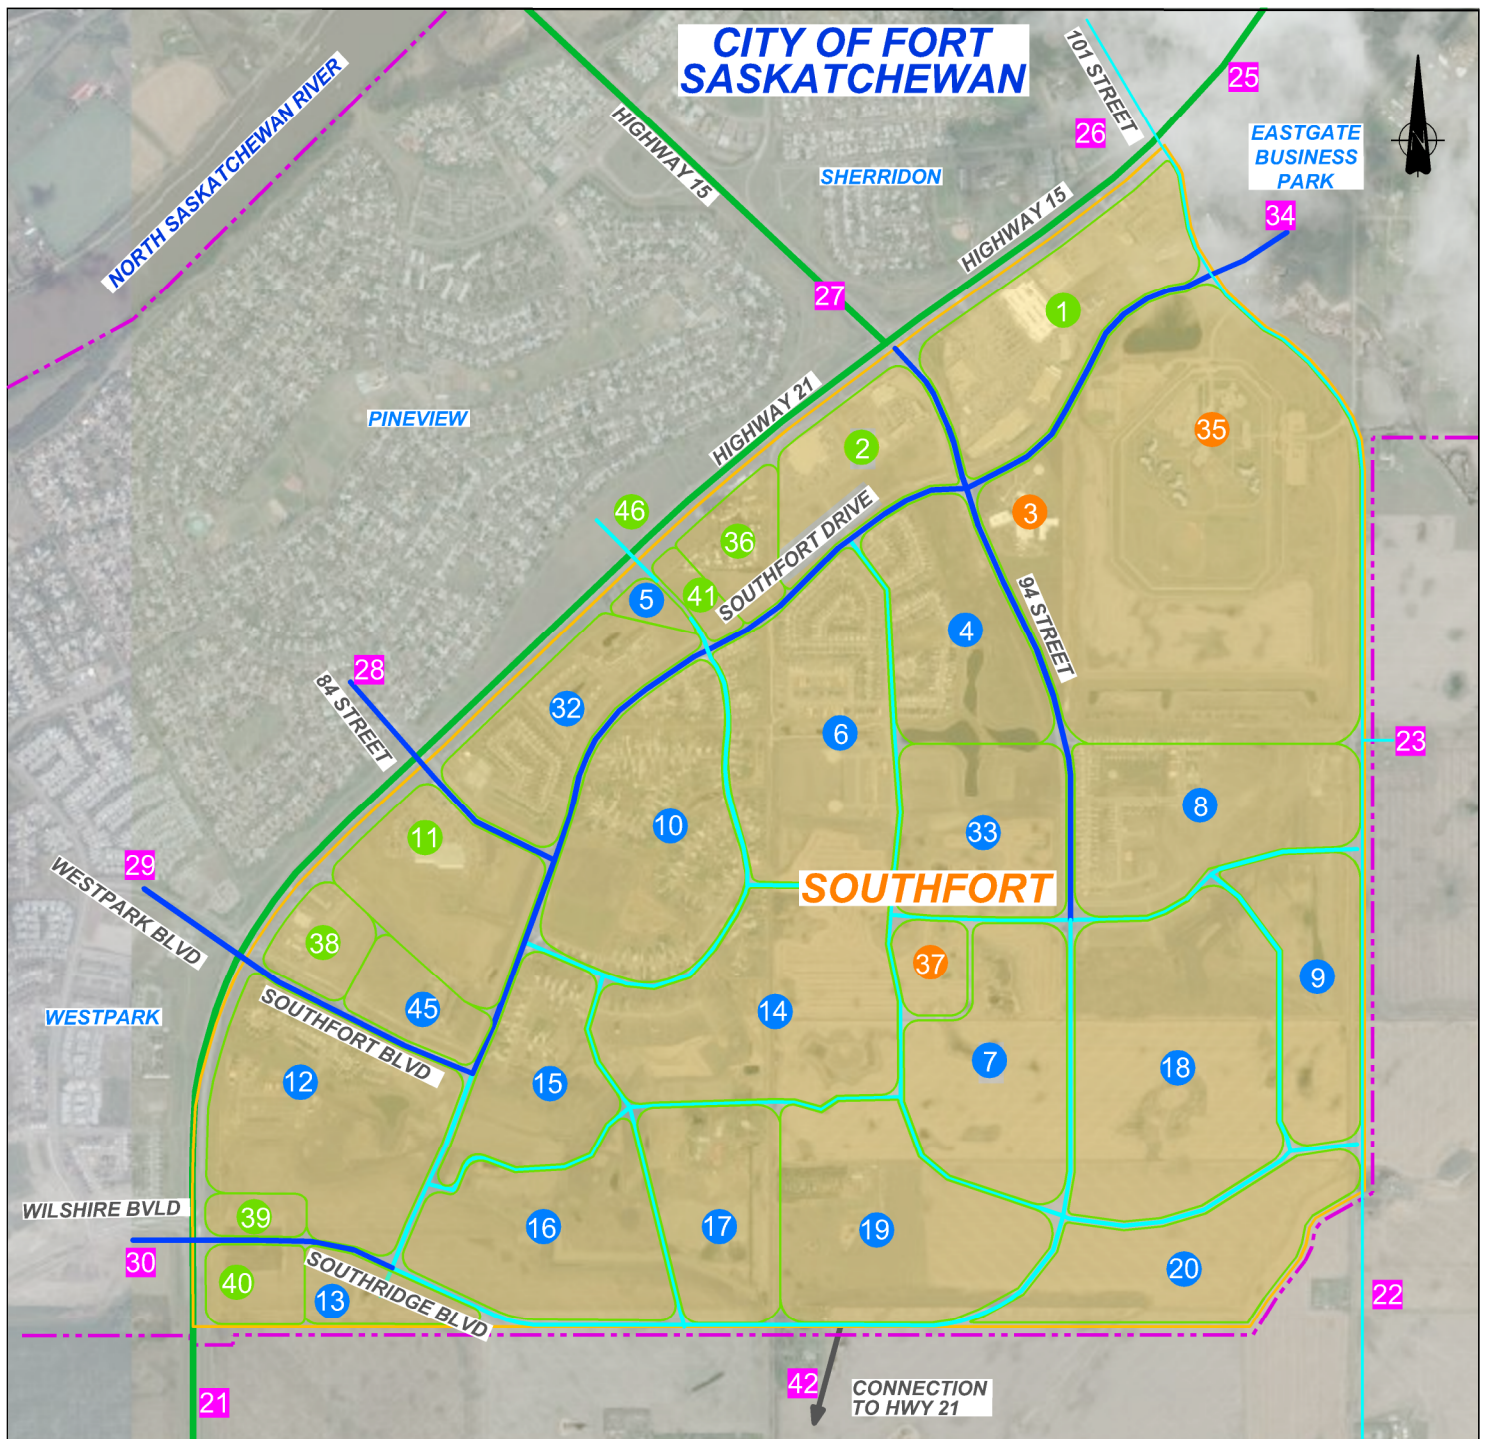 CITY OF FORT
SASKATCHEWAN
101 STREET
25
26
EASTGATE
BUSINESS
PARK
NORTH SASKATCHEWAN RIVER
HIGHWAY 15
SHERRIDON
HIGHWAY 15
34
27
1
PINEVIEW
HIGHWAY 21
2
35
46
36
3
SOUTHFORT DRIVE
5
41
4
94 STREET
28
84 STREET
32
6
23
8
10
33
11
29
WESTPARK BLVD
SOUTHFORT
38
37
9
45
14
WESTPARK
SOUTHFORT BLVD
7
18
12
15
WILSHIRE BVLD
39
16
17
19
30
40
13
SOUTHRIDGE BLVD
20
22
21
42
CONNECTION
TO HWY 21